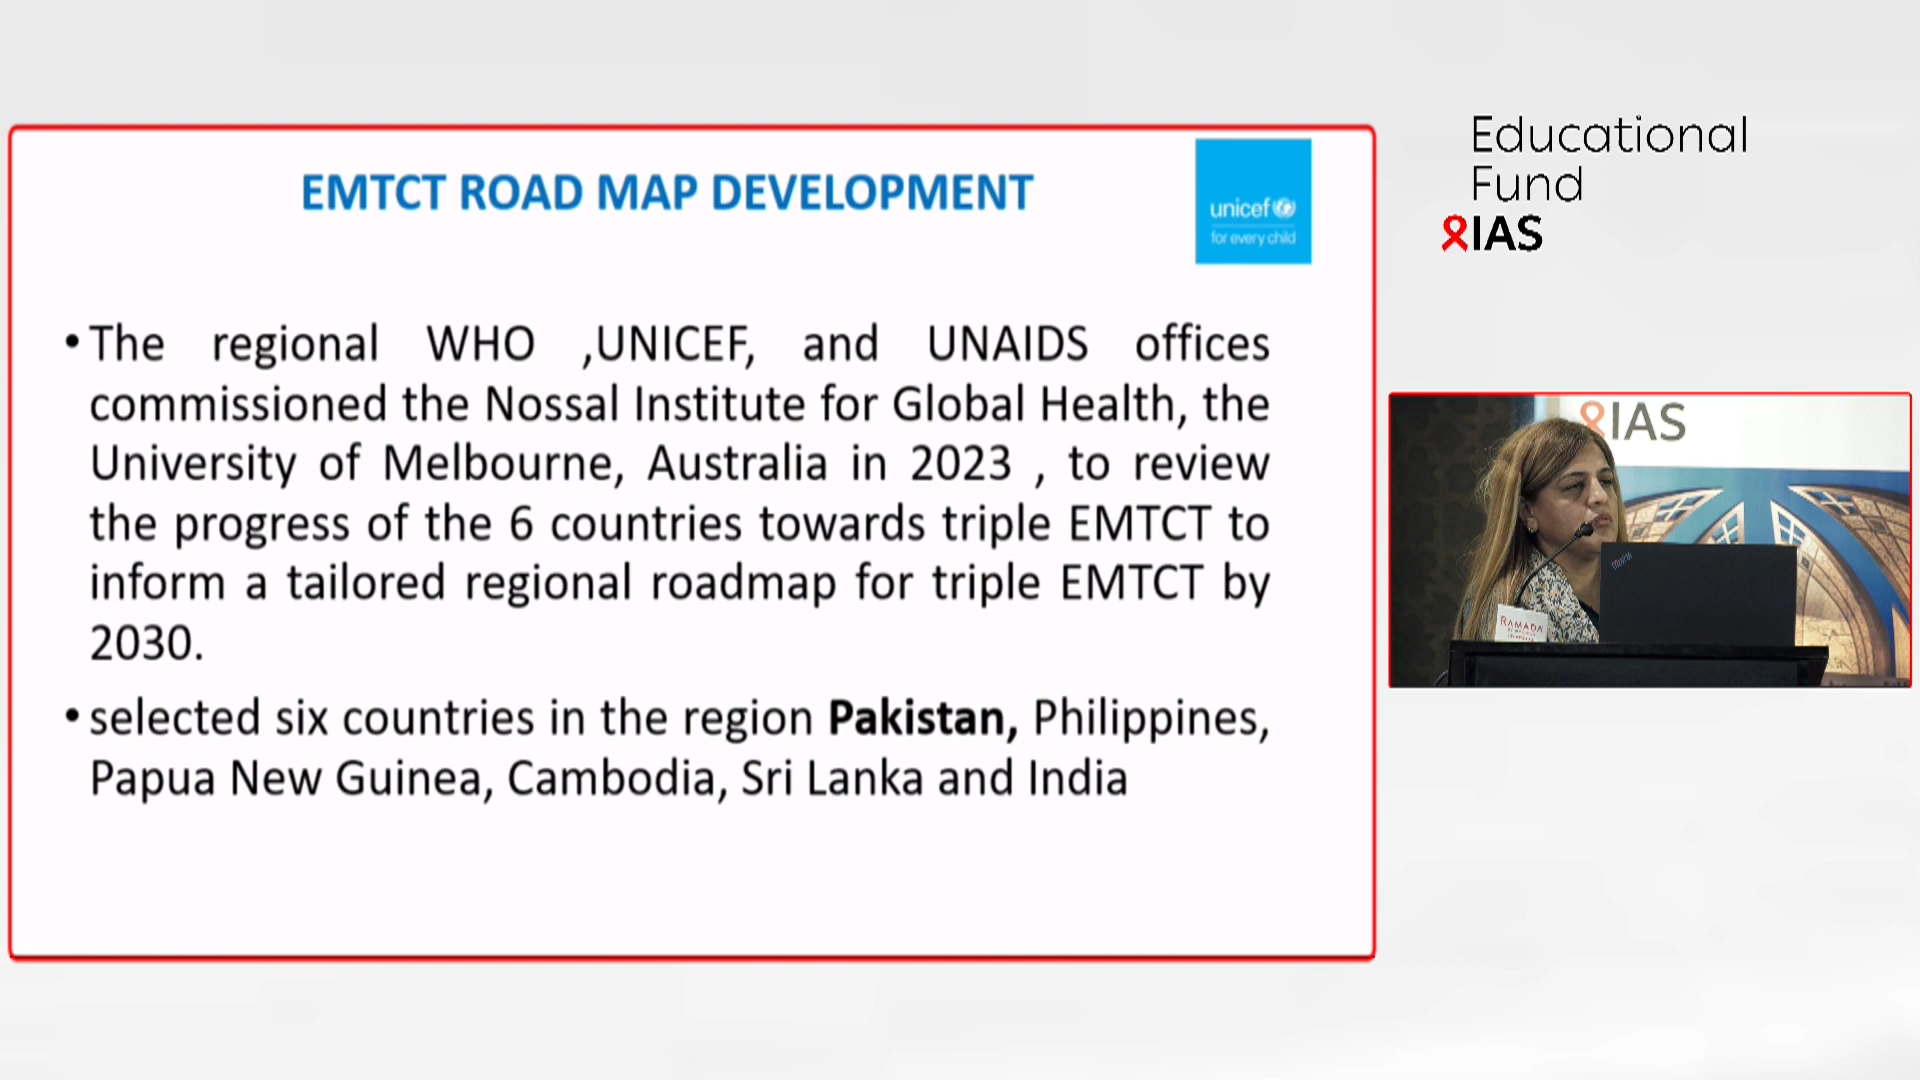 EMTCT ROAD MAP DEVELOPMENT
unicef
for every child
• The regional WHO ,UNICEF, and UNAIDS offices
commissioned the Nossal Institute for Global Health, the
University of Melbourne, Australia in 2023 , to review
the progress of the 6 countries towards triple EMTCT to
inform a tailored regional roadmap for triple EMTCT by
2030.
• selected six countries in the region Pakistan, Philippines,
Papua New Guinea, Cambodia, Sri Lanka and India
Educational
Fund
IAS
IAS
RAMADA